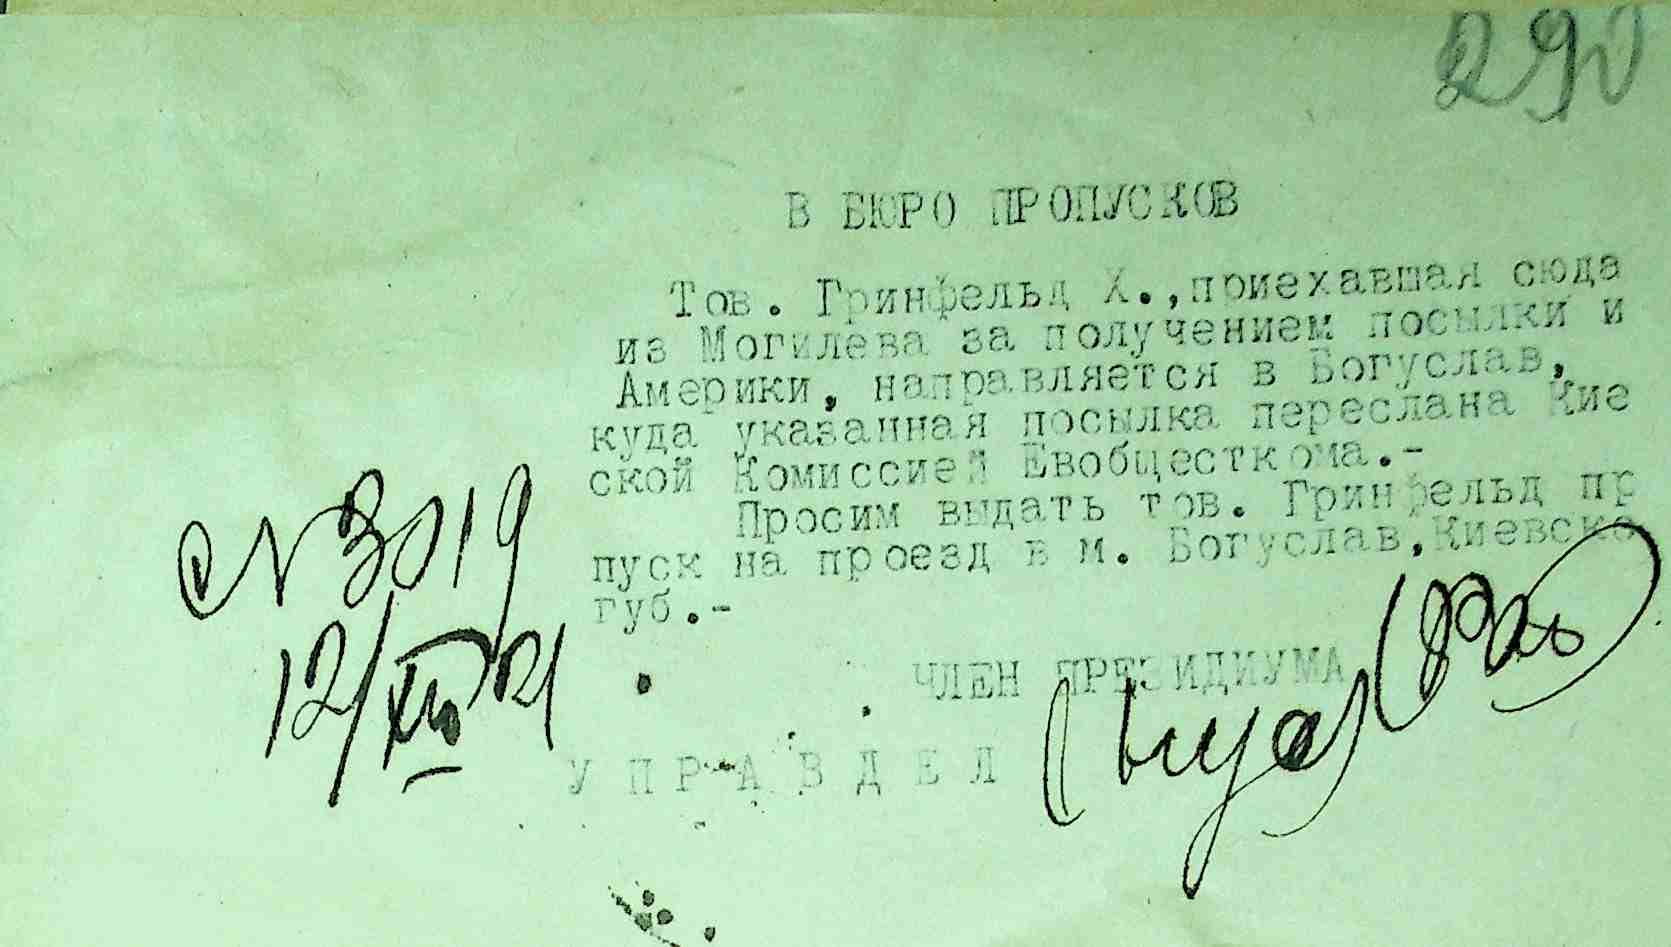 290
В БЮРО ПРОПУСКОВ
Тов. Гринфельд Х.,приехавшая сюда
из Могилева за получением посылки и
Америки, направляется в Богуслав,
куда указанная посылка переслана Кие
ской Комиссией Евобщесткома.-
Просим выдать тов. Гринфельд пр
пуск на проезд в м. Богуслав,Киевско
губ.-
№ 3019
12/XII 21
ЧЛЕН ПРЕЗИДИУМА
УПРАВДЕЛ